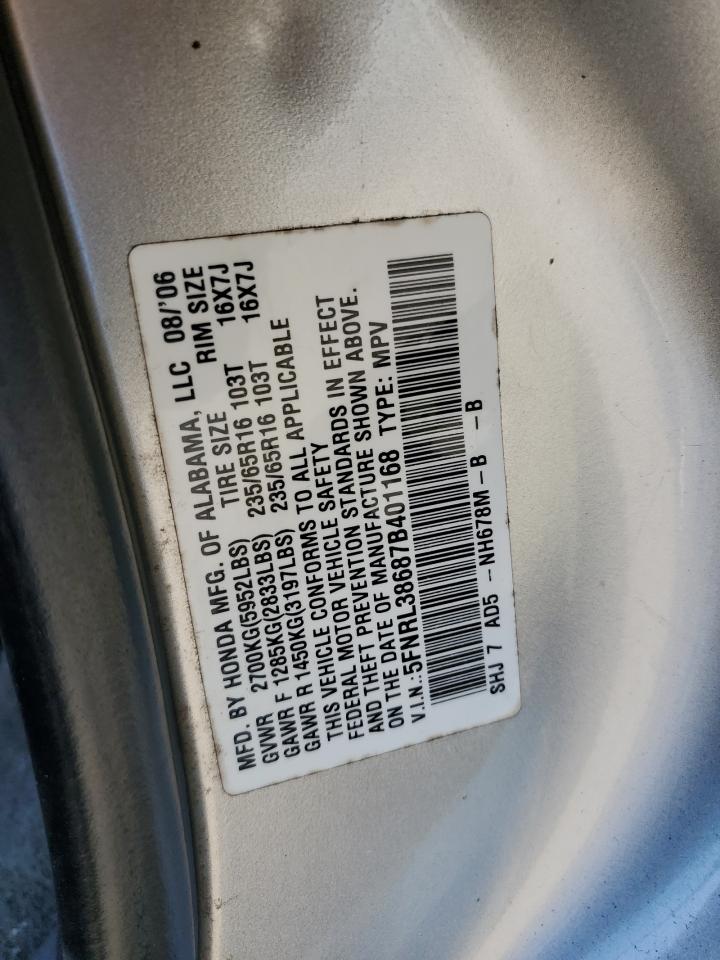 MFD. BY HONDA MFG. OF ALABAMA, LLC 08/'06
GVWR 2700KG(5952LBS) TIRE SIZE RIM SIZE
GAWR F 1285KG(2833LBS) 235/65R16 103T 16X7J
GAWR R 1450KG(3197LBS) 235/65R16 103T 16X7J
THIS VEHICLE CONFORMS TO ALL APPLICABLE
FEDERAL MOTOR VEHICLE SAFETY
AND THEFT PREVENTION STANDARDS IN EFFECT
ON THE DATE OF MANUFACTURE SHOWN ABOVE.
V.I.N.:5FNRL38687B401168 TYPE: MPV
SHJ 7 AD5 - NH678M - B - B